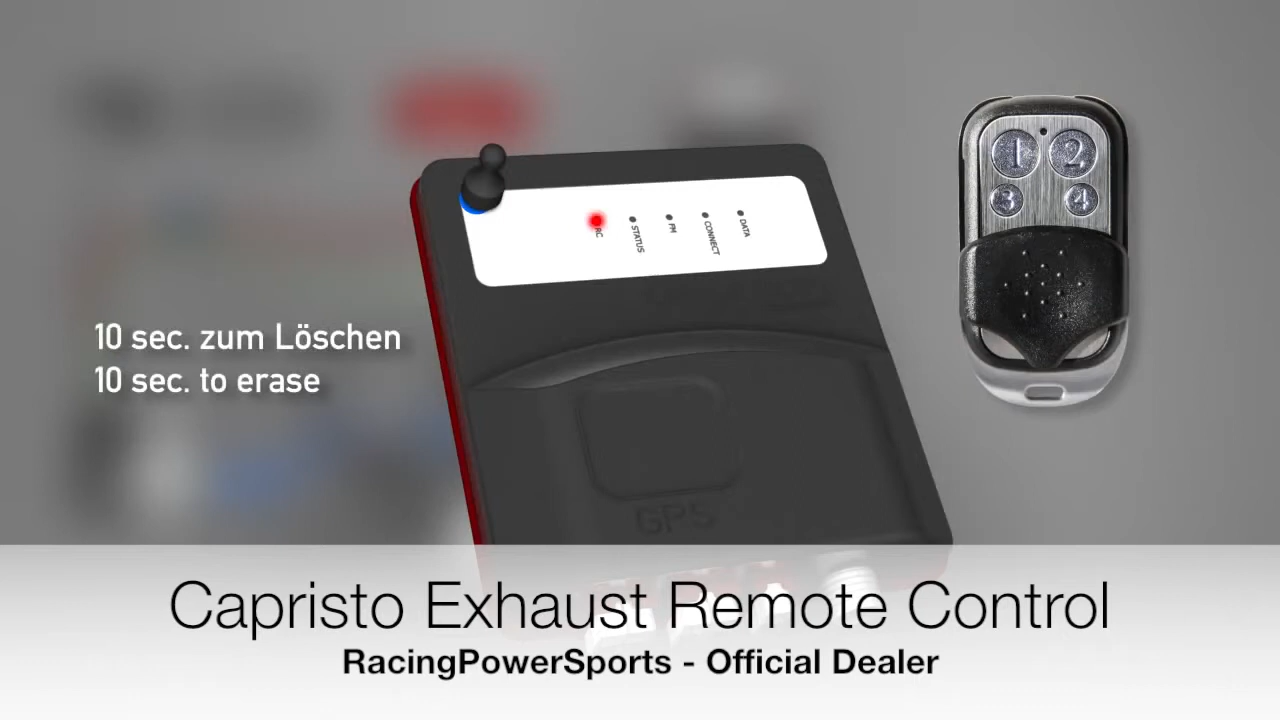 1 2
3 4
RC
STATUS
FM
CONNECT
DATA
10 sec. zum Löschen
10 sec. to erase
GPS
Capristo Exhaust Remote Control
RacingPowerSports - Official Dealer